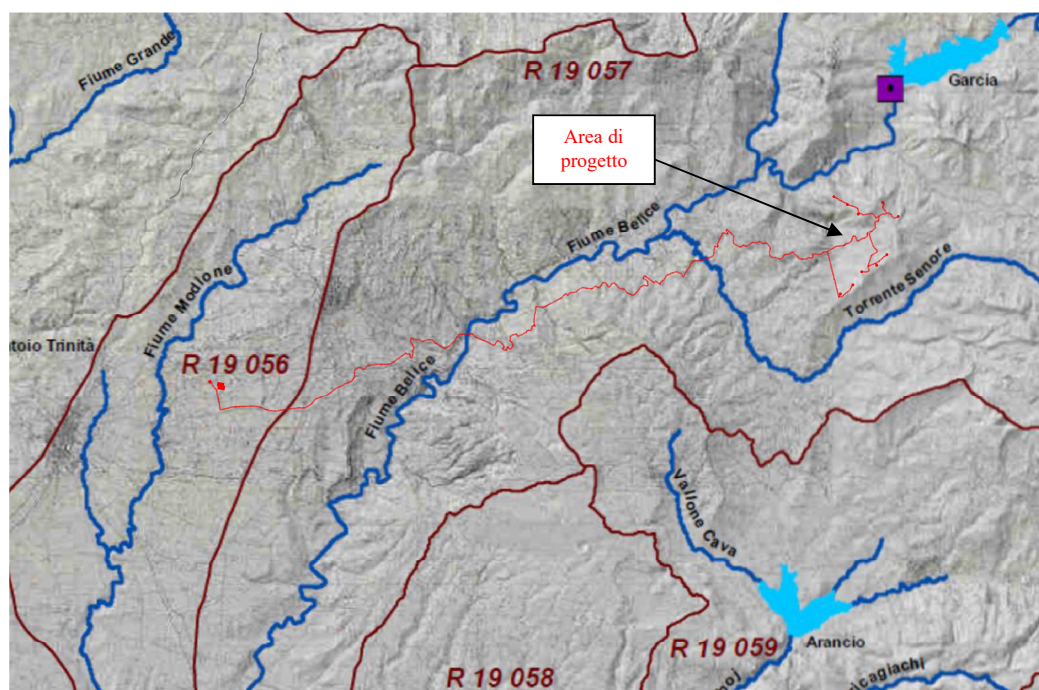 Fiume Grande
R 19 057
Garcia
Area di
progetto
Fiume Belice
Fiume Modione
Torrente Senore
toio Trinità
R 19 056
Fiume Belice
Vallone Cava
R 19 058
R 19 059
Arancio